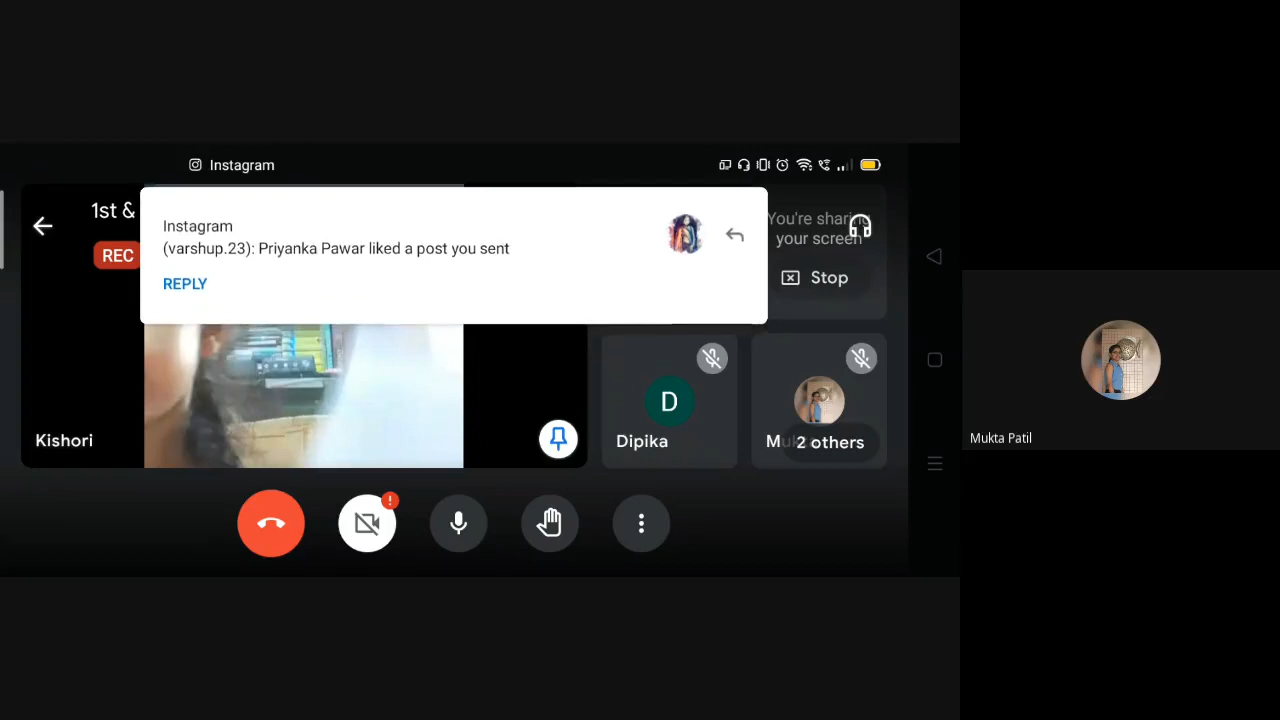 Instagram
1st &
REC
Instagram
(varshup.23): Priyanka Pawar liked a post you sent
REPLY
You're sharing
your screen
Stop
Kishori
D
Dipika
2 others
Mukta Patil